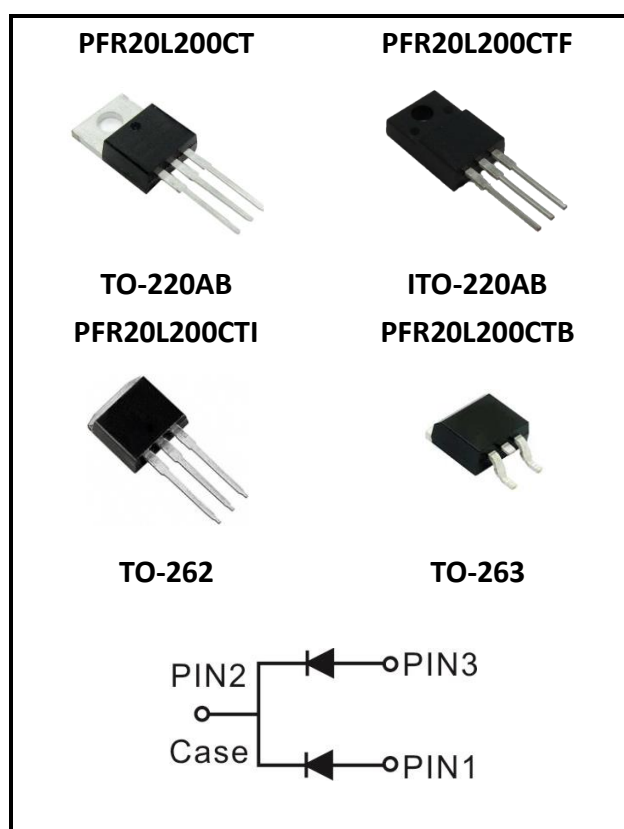 PFR20L200CT PFR20L200CTF
TO-220AB ITO-220AB
PFR20L200CTI PFR20L200CTB
TO-262 TO-263
PIN2 PIN3
Case PIN1